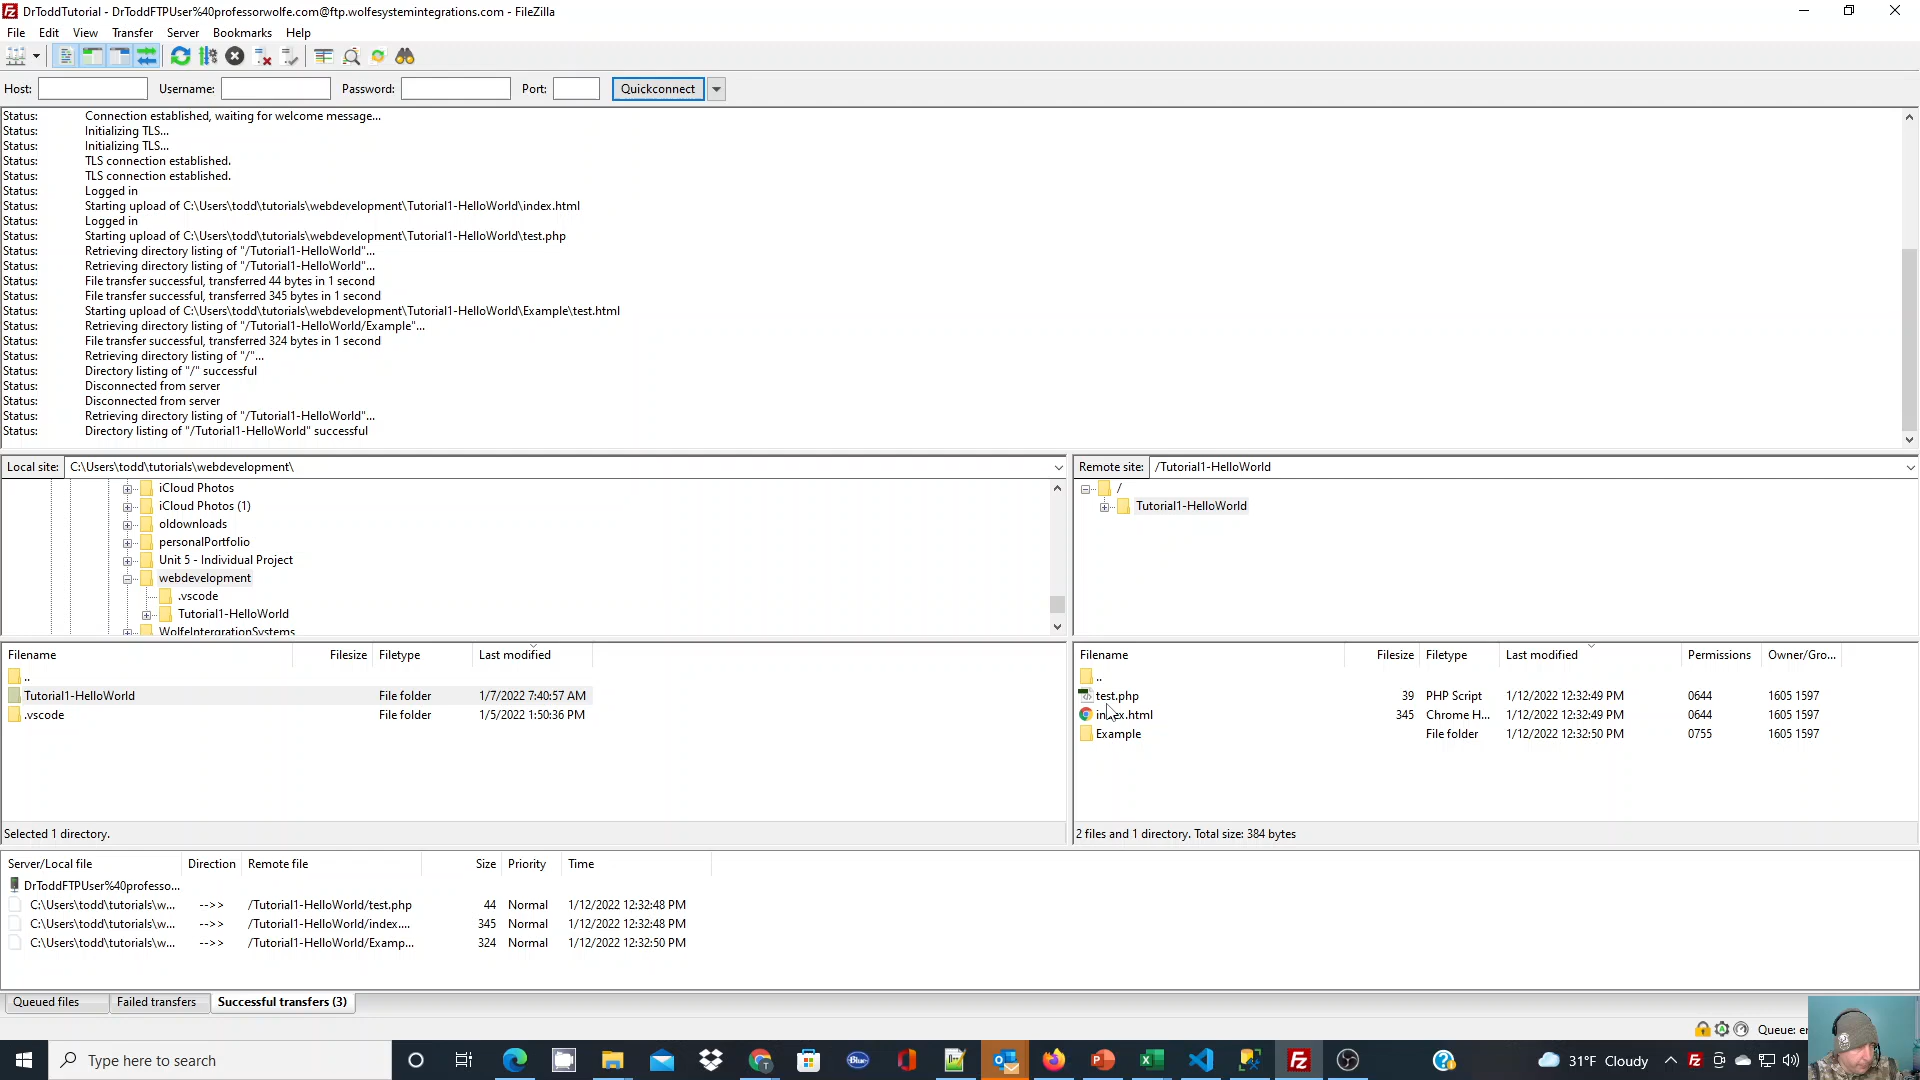 DrToddTutorial - DrToddFTPUser%40professorwolfe.com@ftp.wolfesystemintegrations.com - FileZilla
File Edit View Transfer Server Bookmarks Help
Host: Username: Password: Port: Quickconnect
Status: Connection established, waiting for welcome message...
Status: Initializing TLS...
Status: Initializing TLS...
Status: TLS connection established.
Status: TLS connection established.
Status: Logged in
Status: Starting upload of C:\Users\todd\tutorials\webdevelopment\Tutorial1-HelloWorld\index.html
Status: Logged in
Status: Starting upload of C:\Users\todd\tutorials\webdevelopment\Tutorial1-HelloWorld\test.php
Status: Retrieving directory listing of "/Tutorial1-HelloWorld"...
Status: Retrieving directory listing of "/Tutorial1-HelloWorld"...
Status: File transfer successful, transferred 44 bytes in 1 second
Status: File transfer successful, transferred 345 bytes in 1 second
Status: Starting upload of C:\Users\todd\tutorials\webdevelopment\Tutorial1-HelloWorld\Example\test.html
Status: Retrieving directory listing of "/Tutorial1-HelloWorld/Example"...
Status: File transfer successful, transferred 324 bytes in 1 second
Status: Retrieving directory listing of "/"...
Status: Directory listing of "/" successful
Status: Disconnected from server
Status: Disconnected from server
Status: Retrieving directory listing of "/Tutorial1-HelloWorld"...
Status: Directory listing of "/Tutorial1-HelloWorld" successful
Local site: C:\Users\todd\tutorials\webdevelopment\
iCloud Photos
iCloud Photos (1)
oldownloads
personalPortfolio
Unit 5 - Individual Project
webdevelopment
.vscode
Tutorial1-HelloWorld
WolfeIntergrationSystems
Remote site: /Tutorial1-HelloWorld
/
Tutorial1-HelloWorld
Filename Filesize Filetype Last modified
..
Tutorial1-HelloWorld File folder 1/7/2022 7:40:57 AM
.vscode File folder 1/5/2022 1:50:36 PM
Selected 1 directory.
Filename Filesize Filetype Last modified Permissions Owner/Gro...
..
test.php 39 PHP Script 1/12/2022 12:32:49 PM 0644 1605 1597
index.html 345 Chrome H... 1/12/2022 12:32:49 PM 0644 1605 1597
Example File folder 1/12/2022 12:32:50 PM 0755 1605 1597
2 files and 1 directory. Total size: 384 bytes
Server/Local file Direction Remote file Size Priority Time
DrToddFTPUser%40professo...
C:\Users\todd\tutorials\w... -->> /Tutorial1-HelloWorld/test.php 44 Normal 1/12/2022 12:32:48 PM
C:\Users\todd\tutorials\w... -->> /Tutorial1-HelloWorld/index.... 345 Normal 1/12/2022 12:32:48 PM
C:\Users\todd\tutorials\w... -->> /Tutorial1-HelloWorld/Examp... 324 Normal 1/12/2022 12:32:50 PM
Queued files Failed transfers Successful transfers (3)
Queue: e
Type here to search
Blue
31°F Cloudy